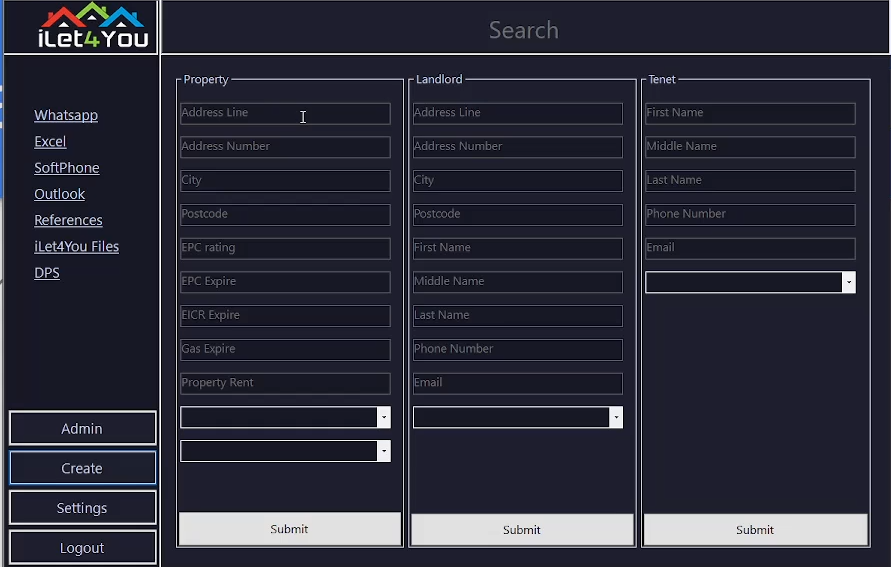 iLet4You
Search
Whatsapp
Excel
SoftPhone
Outlook
References
iLet4You Files
DPS
Admin
Create
Settings
Logout
Property
Address Line
Address Number
City
Postcode
EPC rating
EPC Expire
EICR Expire
Gas Expire
Property Rent
Submit
Landlord
Address Line
Address Number
City
Postcode
First Name
Middle Name
Last Name
Phone Number
Email
Submit
Tenet
First Name
Middle Name
Last Name
Phone Number
Email
Submit